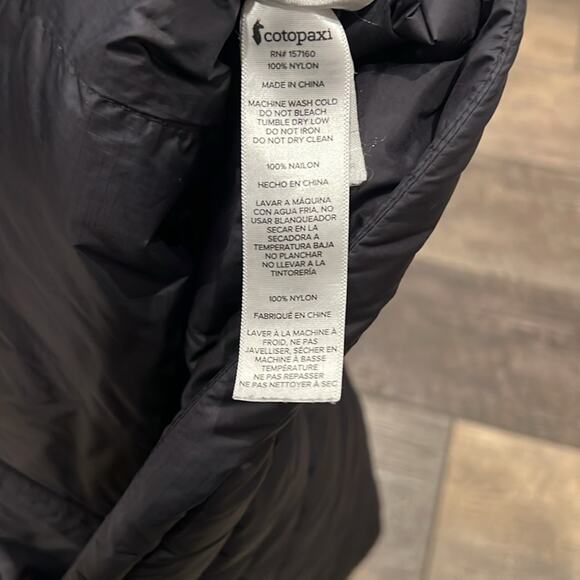 cotopaxi
RN# 157160
100% NYLON
MADE IN CHINA
MACHINE WASH COLD
DO NOT BLEACH
TUMBLE DRY LOW
DO NOT IRON
DO NOT DRY CLEAN
100% NAILON
HECHO EN CHINA
LAVAR A MÁQUINA
CON AGUA FRIA, NO
USAR BLANQUEADOR
SECAR EN LA
SECADORA A
TEMPERATURA BAJA
NO PLANCHAR
NO LLEVAR A LA
TINTORERÍA
100% NYLON
FABRIQUÉ EN CHINE
LAVER À LA MACHINE À
FROID, NE PAS
JAVELLISER, SÉCHER EN
MACHINE À BASSE
TEMPÉRATURE
NE PAS REPASSER
NE PAS NETTOYER À SEC